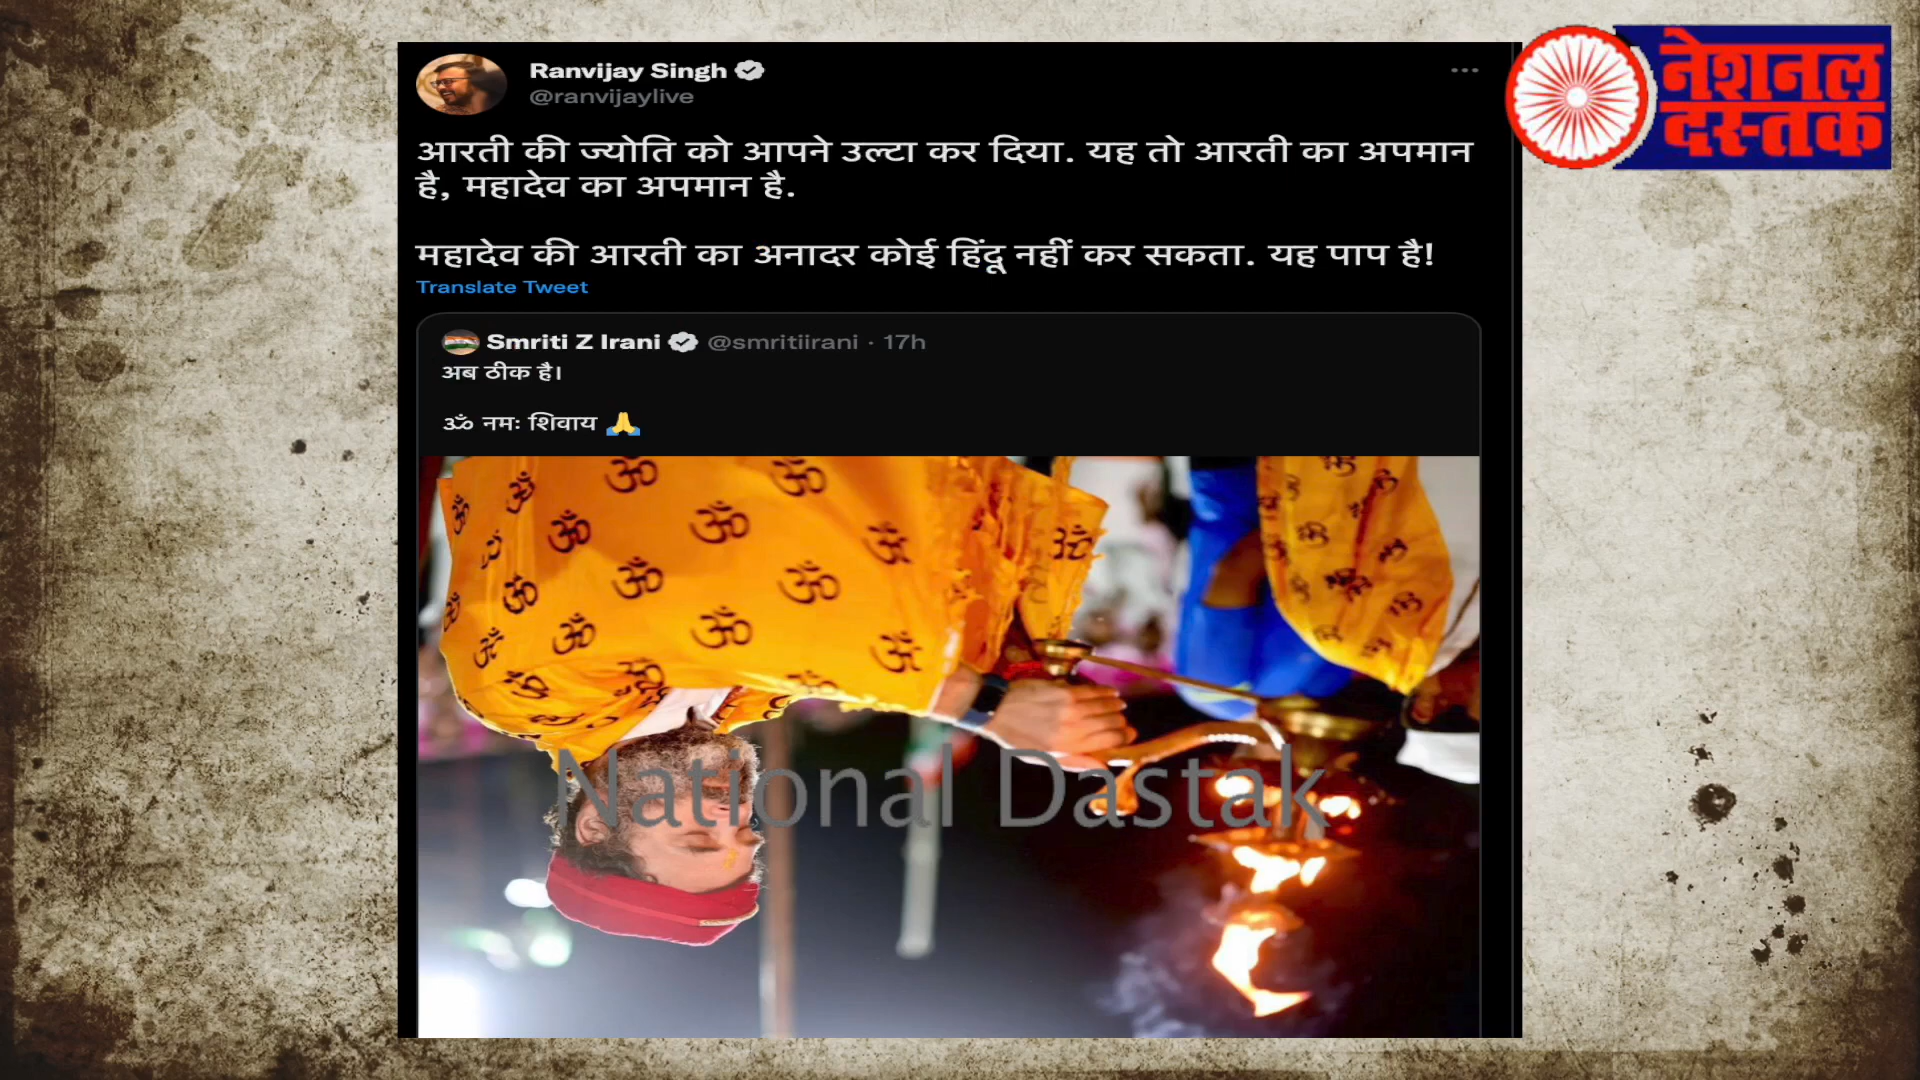 Ranvijay Singh
@ranvijaylive
नेशनल
दस्तक
आरती की ज्योति को आपने उल्टा कर दिया. यह तो आरती का अपमान
है, महादेव का अपमान है.
महादेव की आरती का अनादर कोई हिंदू नहीं कर सकता. यह पाप है!
Translate Tweet
Smriti Z Irani @smritiirani · 17h
अब ठीक है।
ॐ नमः शिवाय 🙏
National Dastak